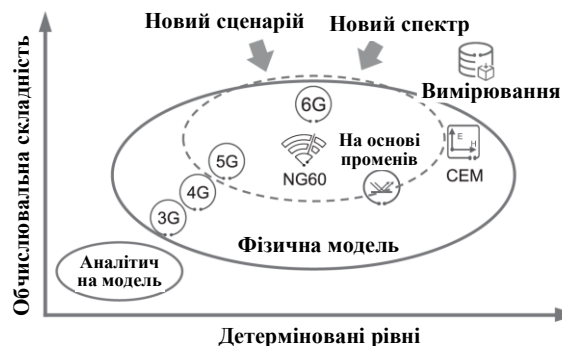 Новий сценарій
Новий спектр
Обчислювальна складність
Вимірювання
6G
На основі
променів
E
H
CEM
NG60
5G
4G
3G
Фізична модель
Аналітич
на модель
Детерміновані рівні